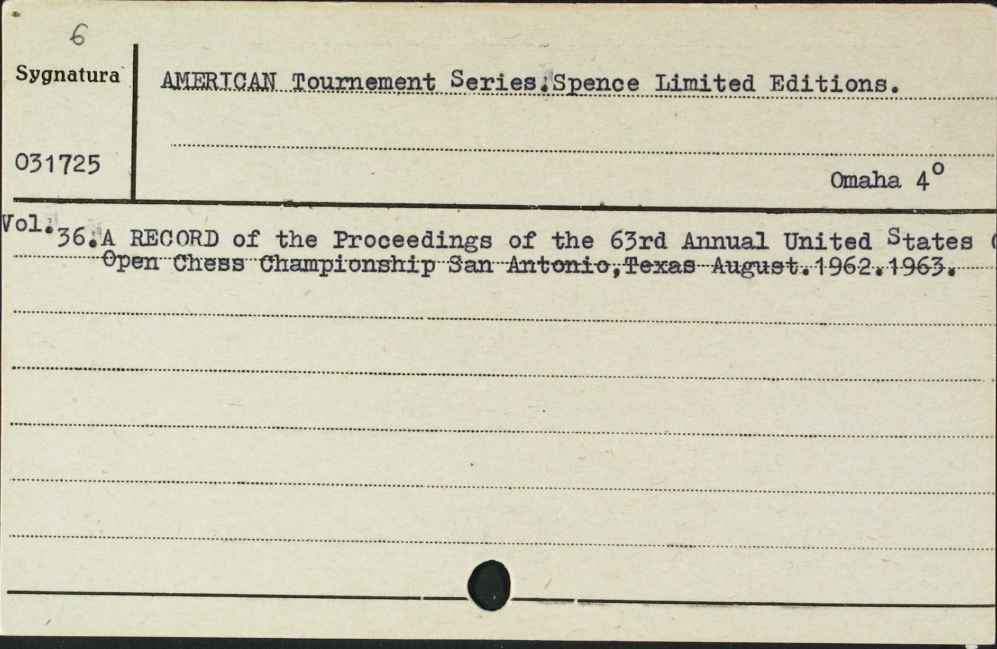 6
Sygnatura
AMERICAN Tournement Series.Spence Limited Editions.
031725
Omaha 4°
Vol. 36.A RECORD of the Proceedings of the 63rd Annual United States
Open Chess Championship San Antonio,Texas August.1962.1963.